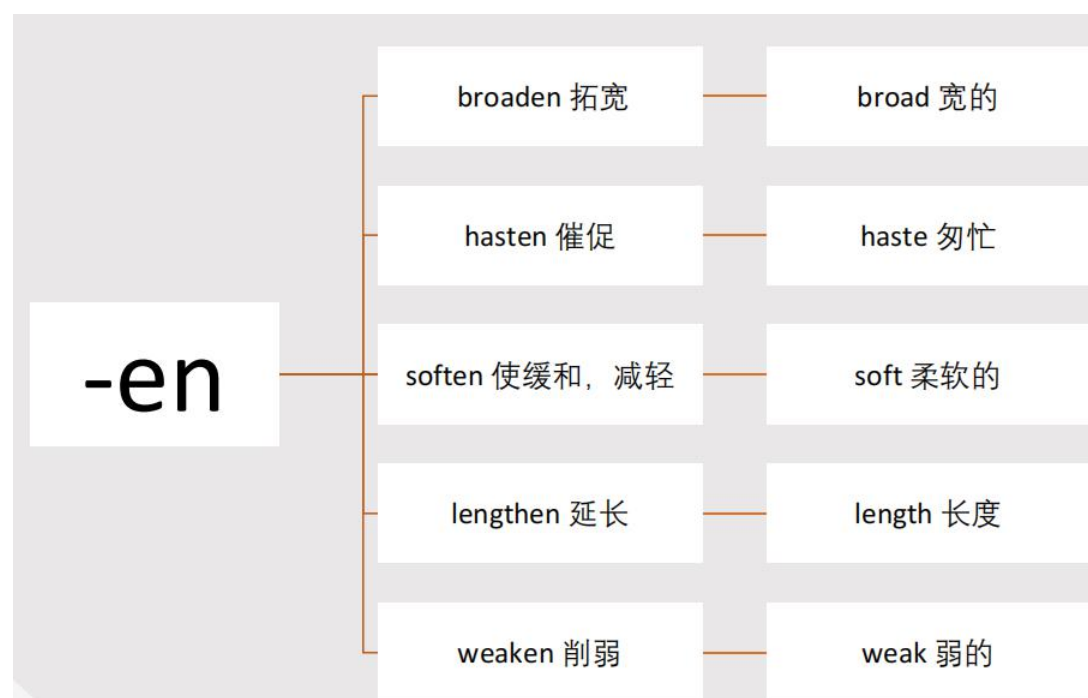 -en
broaden 拓宽
broad 宽的
hasten 催促
haste 匆忙
soften 使缓和，减轻
soft 柔软的
lengthen 延长
length 长度
weaken 削弱
weak 弱的